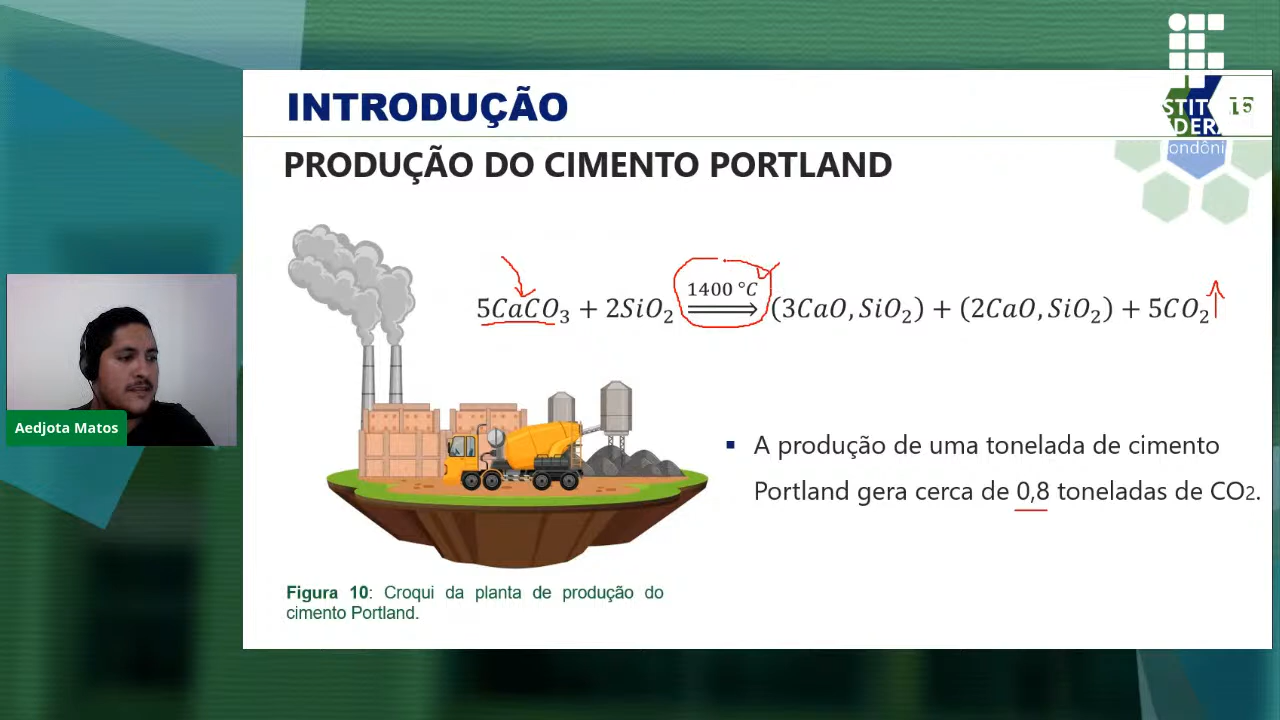 INTRODUÇÃO
15
PRODUÇÃO DO CIMENTO PORTLAND
5CaCO₃ + 2SiO₂ 1400 °C ⟹ (3CaO, SiO₂) + (2CaO, SiO₂) + 5CO₂
Aedjota Matos
▪ A produção de uma tonelada de cimento
Portland gera cerca de 0,8 toneladas de CO₂.
Figura 10: Croqui da planta de produção do
cimento Portland.